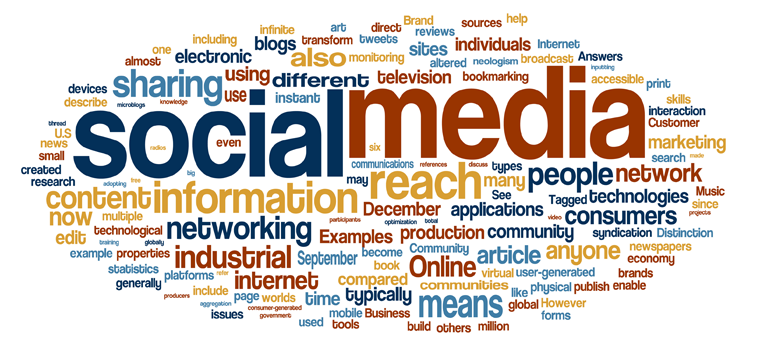 infinite art direct Brand sources help
including transform tweets reviews
one blogs sites individuals Internet
almost electronic also monitoring altered neologism broadcast Answers
inputting
devices sharing using different television bookmarking accessible print
describe microblogs knowledge use instant skills
social media
thread interaction
U.S Customer
news even six marketing
small radios communications references discuss types search made
created big may reach many people network
research adopting free See Music
content information Tagged technologies since
now multiple participants December applications consumers projects
optimization video
edit technological networking Examples production community syndication Distinction
training globally
example properties industrial September become Community article anyone newspapers
statistics book Online economy
platforms refer internet compared virtual user-generated brands
generally communities physical publish enable
producers include page worlds time typically means like global However
aggregation consumer-generated mobile Business forms
issues government used tools build others million